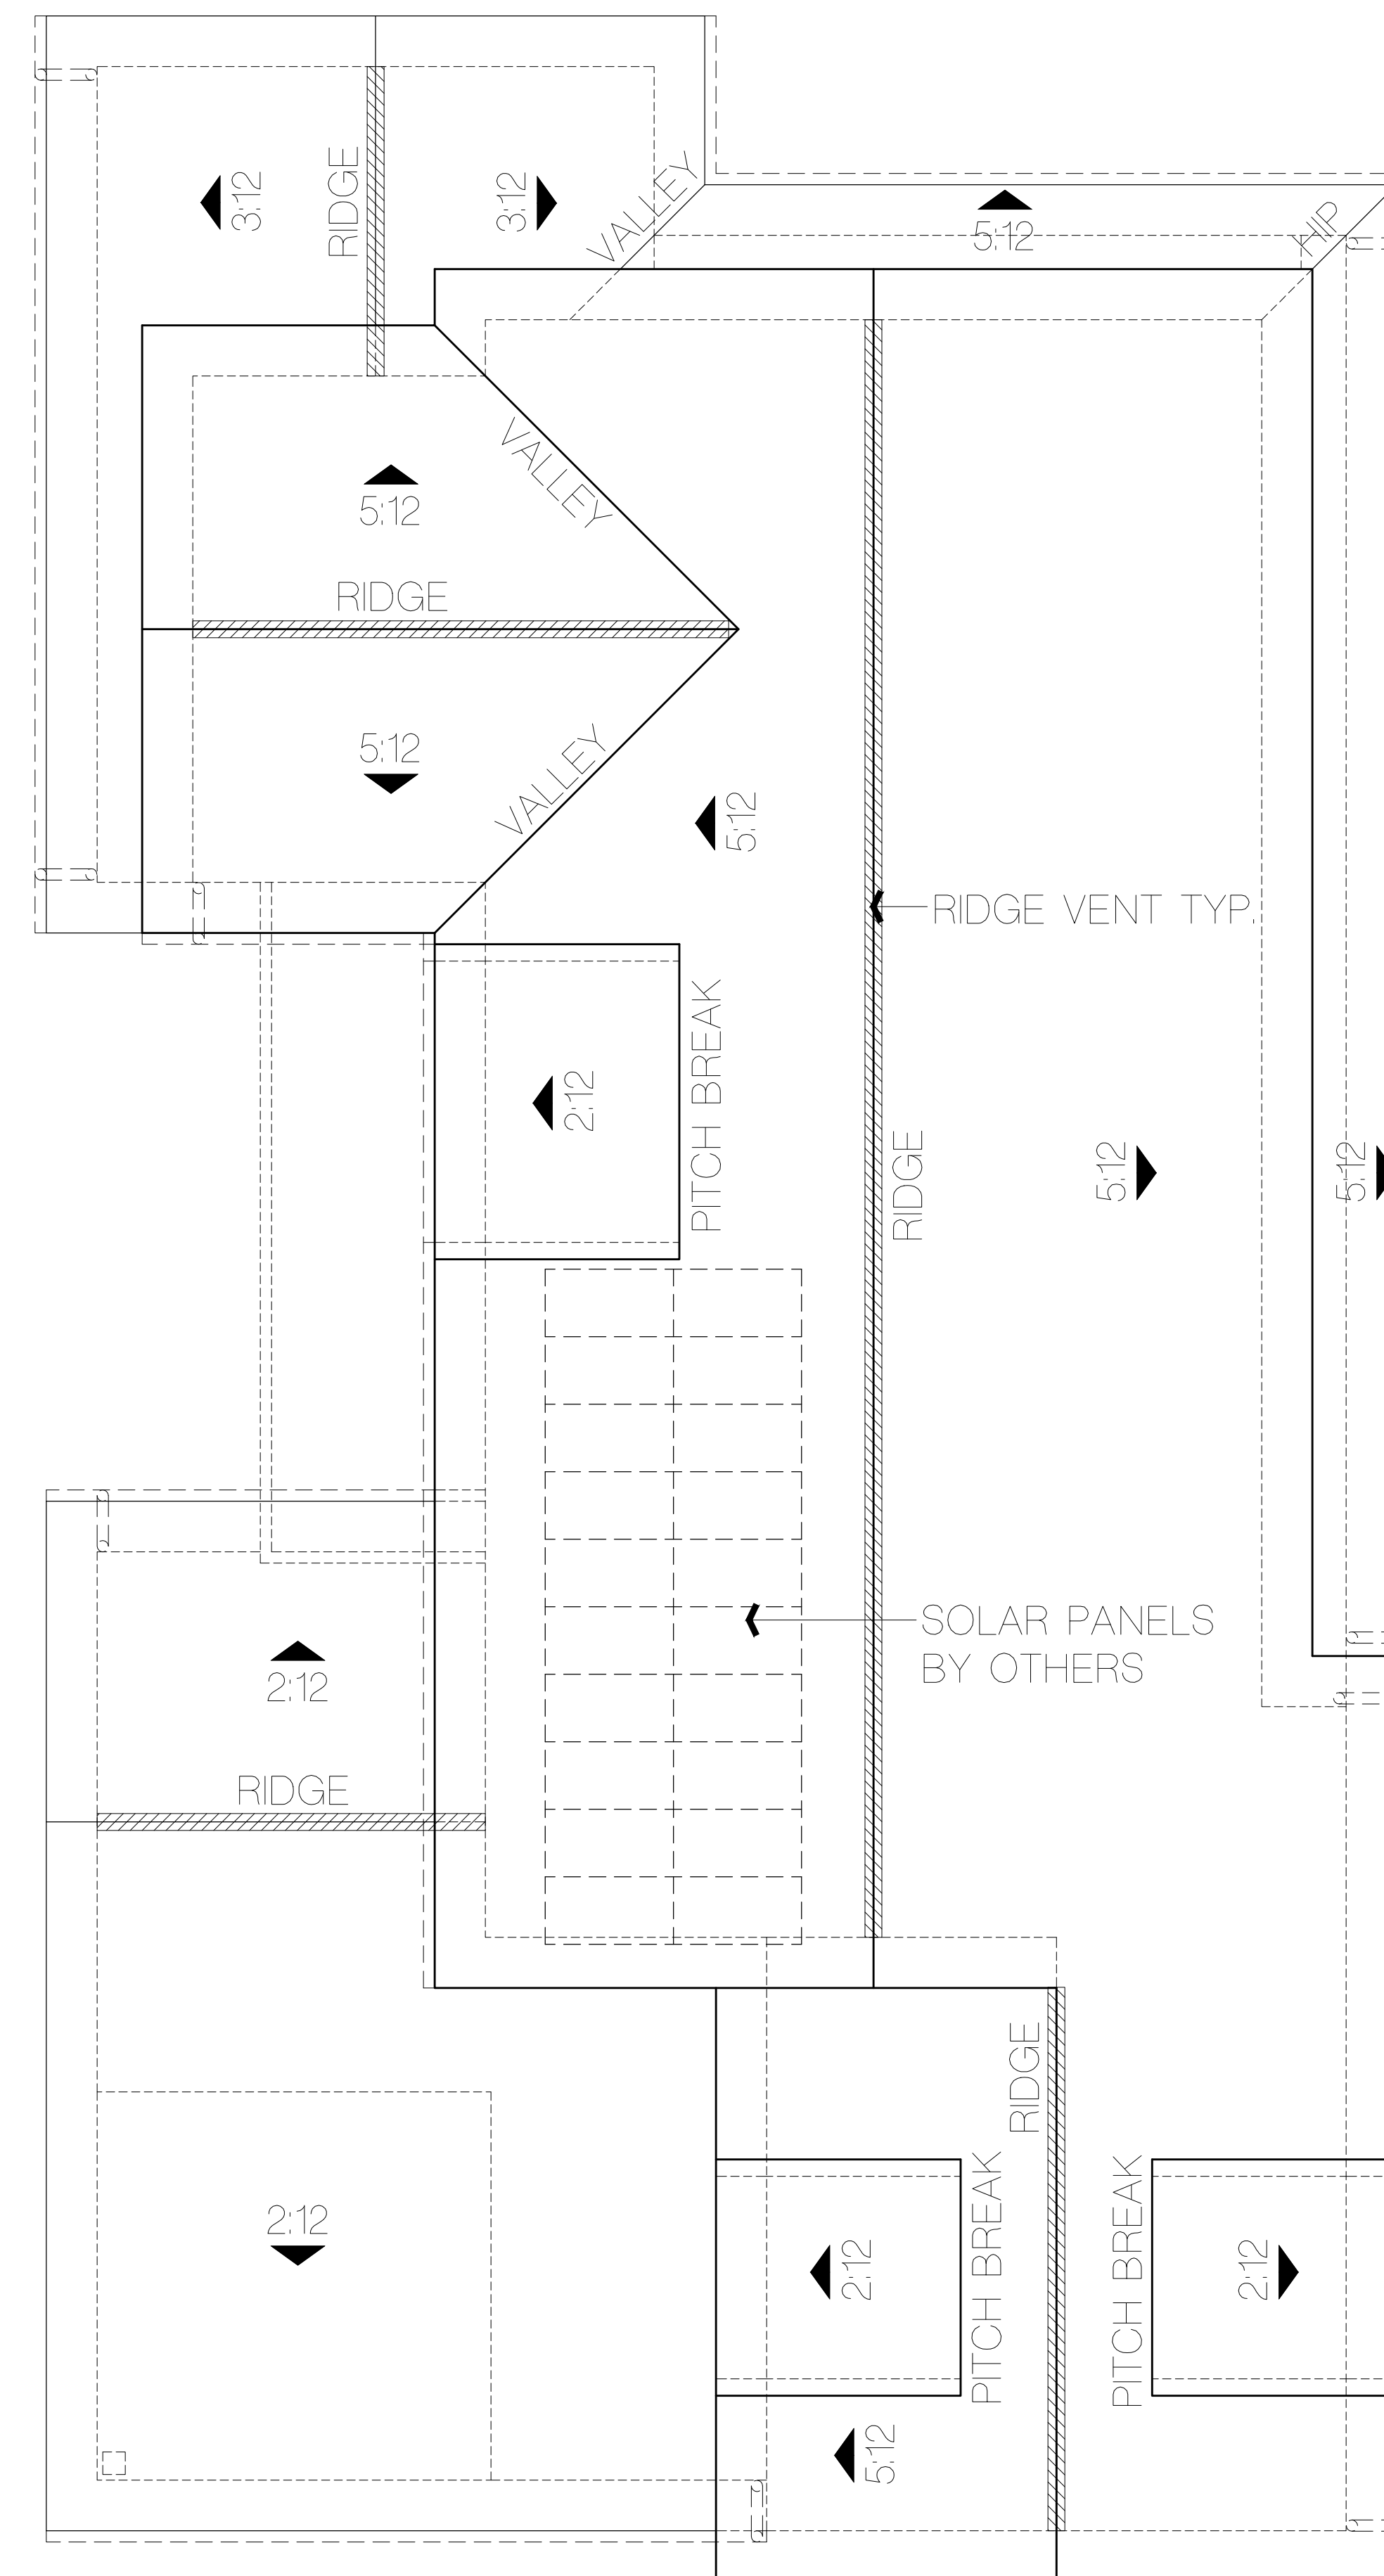 3:12
RIDGE
3:12
VALLEY
5:12
HIP
VALLEY
5:12
RIDGE
5:12
VALLEY
5:12
RIDGE VENT TYP.
PITCH BREAK
2:12
RIDGE
5:12
5:12
SOLAR PANELS
BY OTHERS
2:12
RIDGE
RIDGE
2:12
PITCH BREAK
PITCH BREAK
2:12
2:12
5:12